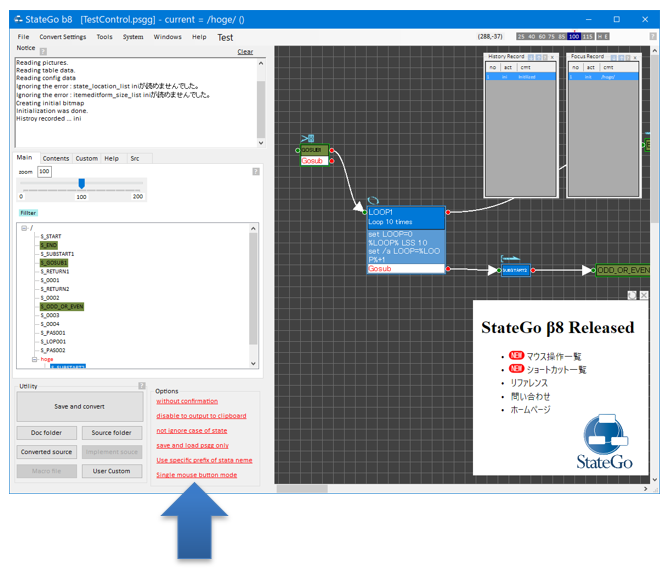 StateGo b8 [TestControl.psgg] - current = /hoge/ ()
File Convert Settings Tools System Windows Help Test
(288,-37) 25 40 60 75 85 100 115 H E
Notice ?
Clear
Reading pictures.
Reading table data.
Reading config data
Ignoring the error : state_location_list iniが読めませんでした。
Ignoring the error : itemeditform_size_list iniが読めませんでした。
Creating initial bitmap
Initialization was done.
Histroy recorded ... ini
Main Contents Custom Help Src
zoom 100 ?
0 100 200
Filter
/
S_START
S_END
S_SUBSTART1
S_GOSUB1
S_RETURN1
S_0001
S_RETURN2
S_0002
S_ODD_OR_EVEN
S_0003
S_0004
S_PAS001
S_LOP001
S_PAS002
hoge
S_SUBSTART2
Utility ?
Save and convert
Doc folder Source folder
Converted source Implement source
Macro file User Custom
Options
without confirmation
disable to output to clipboard
not ignore case of state
save and load psgg only
Use specific prefix of stata neme
Single mouse button mode
History Record
no act cmt
ini
Focus Record
no act cmt
GOSUB1
Gosub
LOOP1
Loop 10 times
set LOOP=0
%LOOP% LSS 10
set /a LOOP=%LOO
P%+1
Gosub
SUBSTART2
ODD_OR_EVEN
StateGo β8 Released
NEW マウス操作一覧
NEW ショートカット一覧
リファレンス
問い合わせ
ホームページ
StateGo